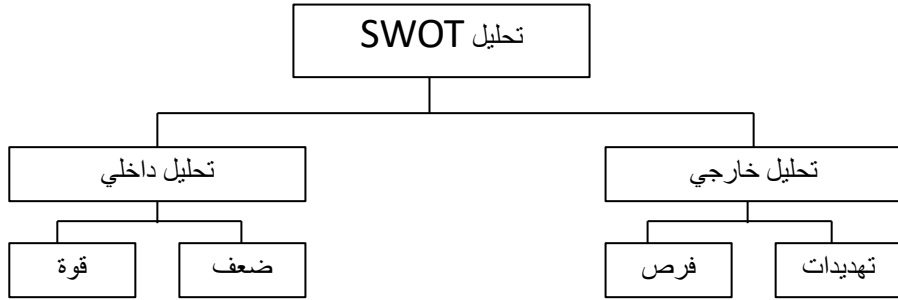 تحليل SWOT
تحليل خارجي
تحليل داخلي
تهديدات
فرص
ضعف
قوة